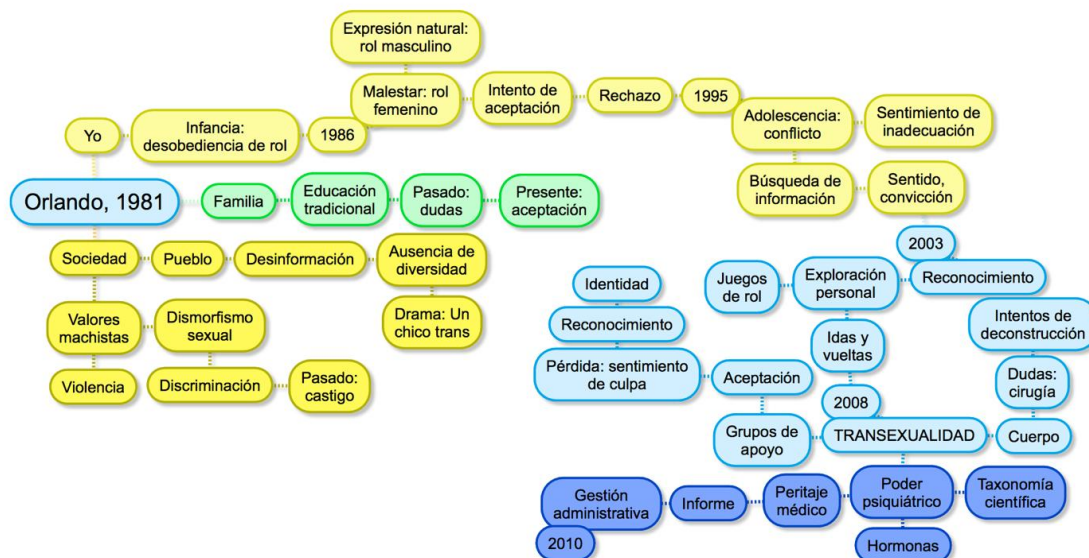 Expresión natural:
rol masculino
Malestar: rol
femenino
Intento de
aceptación
Rechazo
1995
Adolescencia:
conflicto
Sentimiento de
inadecuación
Yo
Infancia:
desobediencia de rol
1986
Búsqueda de
información
Sentido,
convicción
Orlando, 1981
Familia
Educación
tradicional
Pasado:
dudas
Presente:
aceptación
Sociedad
Pueblo
Desinformación
Ausencia de
diversidad
Drama: Un
chico trans
Valores
machistas
Dismorfismo
sexual
Violencia
Discriminación
Pasado:
castigo
2003
Reconocimiento
Exploración
personal
Juegos
de rol
Idas y
vueltas
2008
TRANSEXUALIDAD
Intentos de
deconstrucción
Dudas:
cirugía
Cuerpo
Identidad
Reconocimiento
Pérdida: sentimiento
de culpa
Aceptación
Grupos de
apoyo
Gestión
administrativa
2010
Informe
Peritaje
médico
Poder
psiquiátrico
Taxonomía
científica
Hormonas